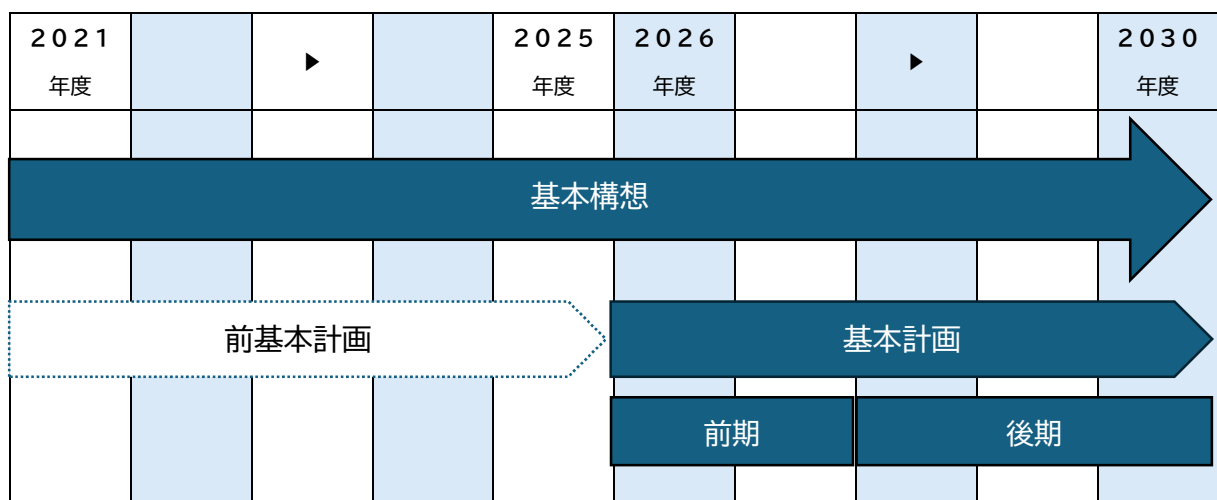 ２０２１
年度
▶
２０２５
年度
２０２６
年度
▶
２０３０
年度
基本構想
前基本計画
基本計画
前期
後期